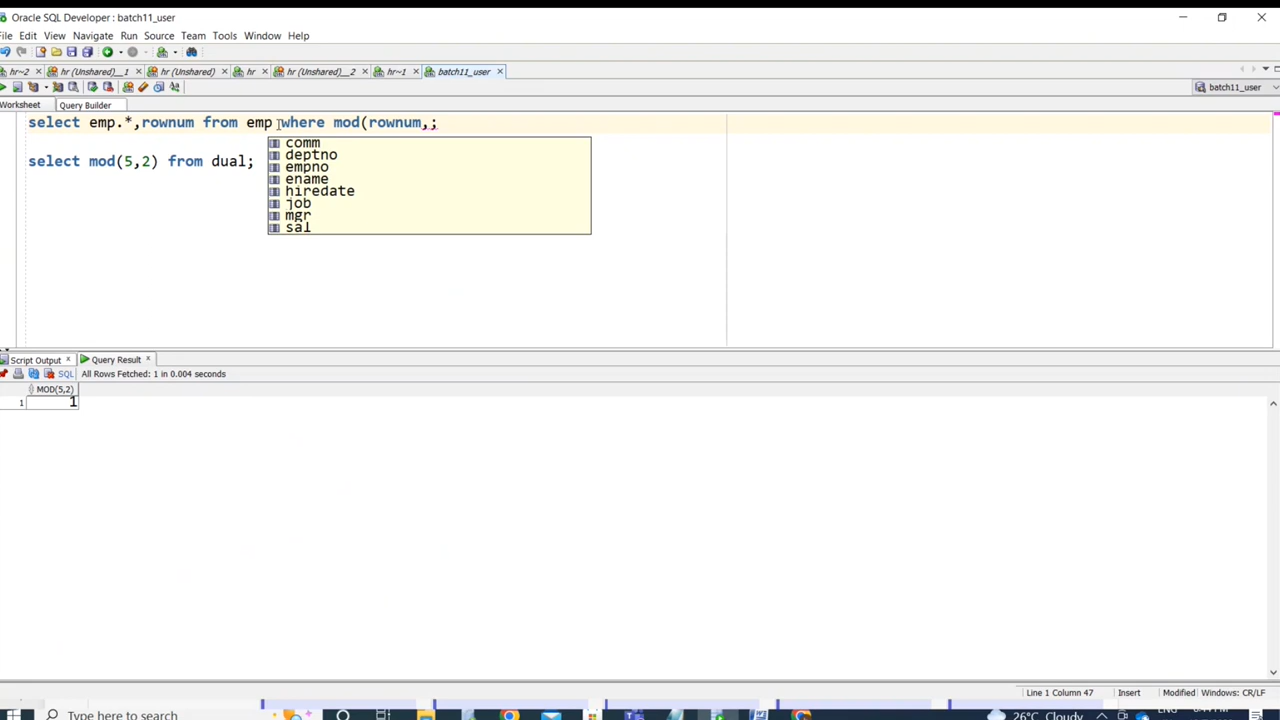 Oracle SQL Developer : batch11_user
File Edit View Navigate Run Source Team Tools Window Help
hr~2 hr (Unshared)__1 hr (Unshared) hr hr (Unshared)__2 hr~1 batch11_user
batch11_user
Worksheet Query Builder
select emp.*,rownum from emp where mod(rownum,;
comm
deptno
select mod(5,2) from dual;
empno
ename
hiredate
job
mgr
sal
Script Output Query Result
SQL All Rows Fetched: 1 in 0.004 seconds
MOD(5,2)
1 1
Line 1 Column 47 Insert Modified Windows: CR/LF
Type here to search 26°C Cloudy ENG